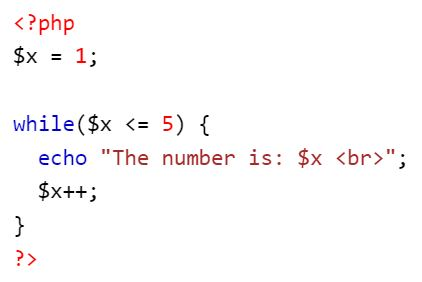 <?php
$x = 1;

while($x <= 5) {
  echo "The number is: $x <br>";
  $x++;
}
?>